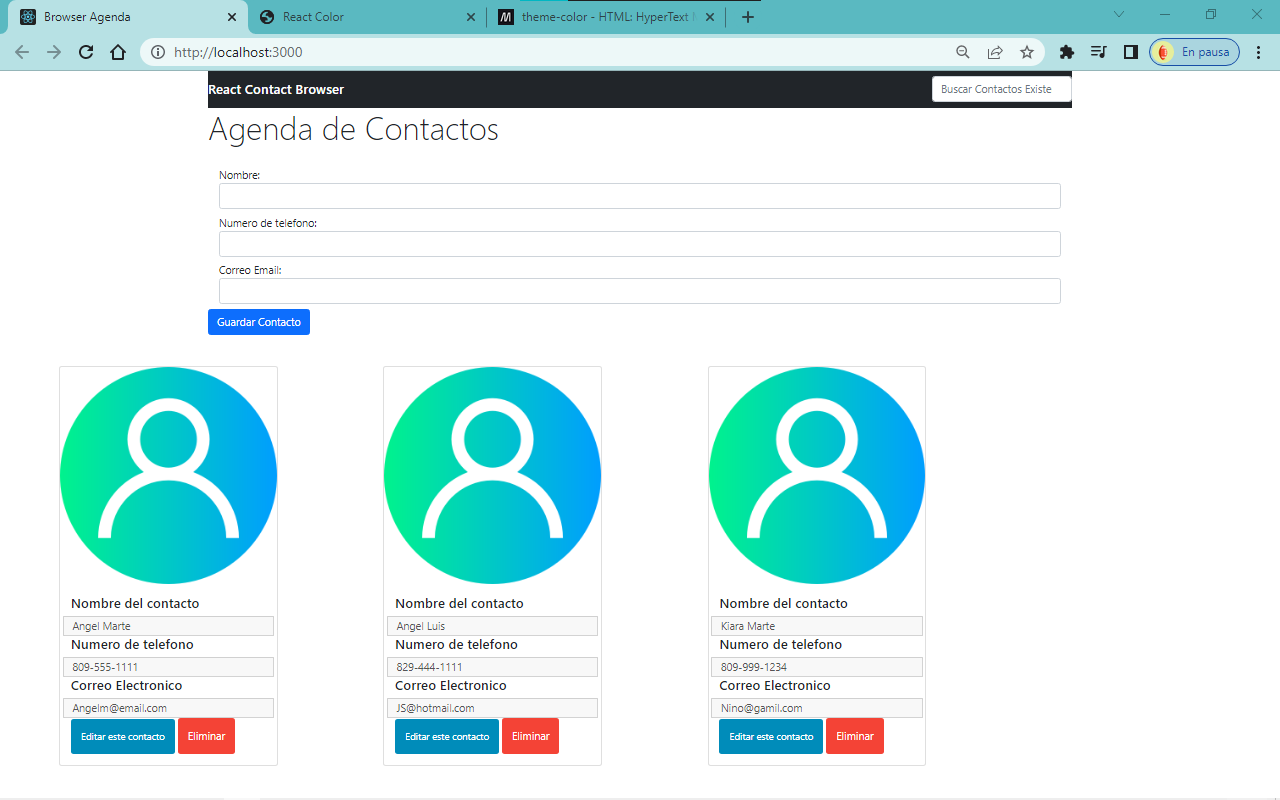 Browser Agenda
React Color
theme-color - HTML: HyperText
http://localhost:3000
En pausa
React Contact Browser
Buscar Contactos Existe
Agenda de Contactos
Nombre:
Numero de telefono:
Correo Email:
Guardar Contacto
Nombre del contacto
Angel Marte
Numero de telefono
809-555-1111
Correo Electronico
Angelm@email.com
Editar este contacto
Eliminar
Nombre del contacto
Angel Luis
Numero de telefono
829-444-1111
Correo Electronico
JS@hotmail.com
Editar este contacto
Eliminar
Nombre del contacto
Kiara Marte
Numero de telefono
809-999-1234
Correo Electronico
Nino@gamil.com
Editar este contacto
Eliminar